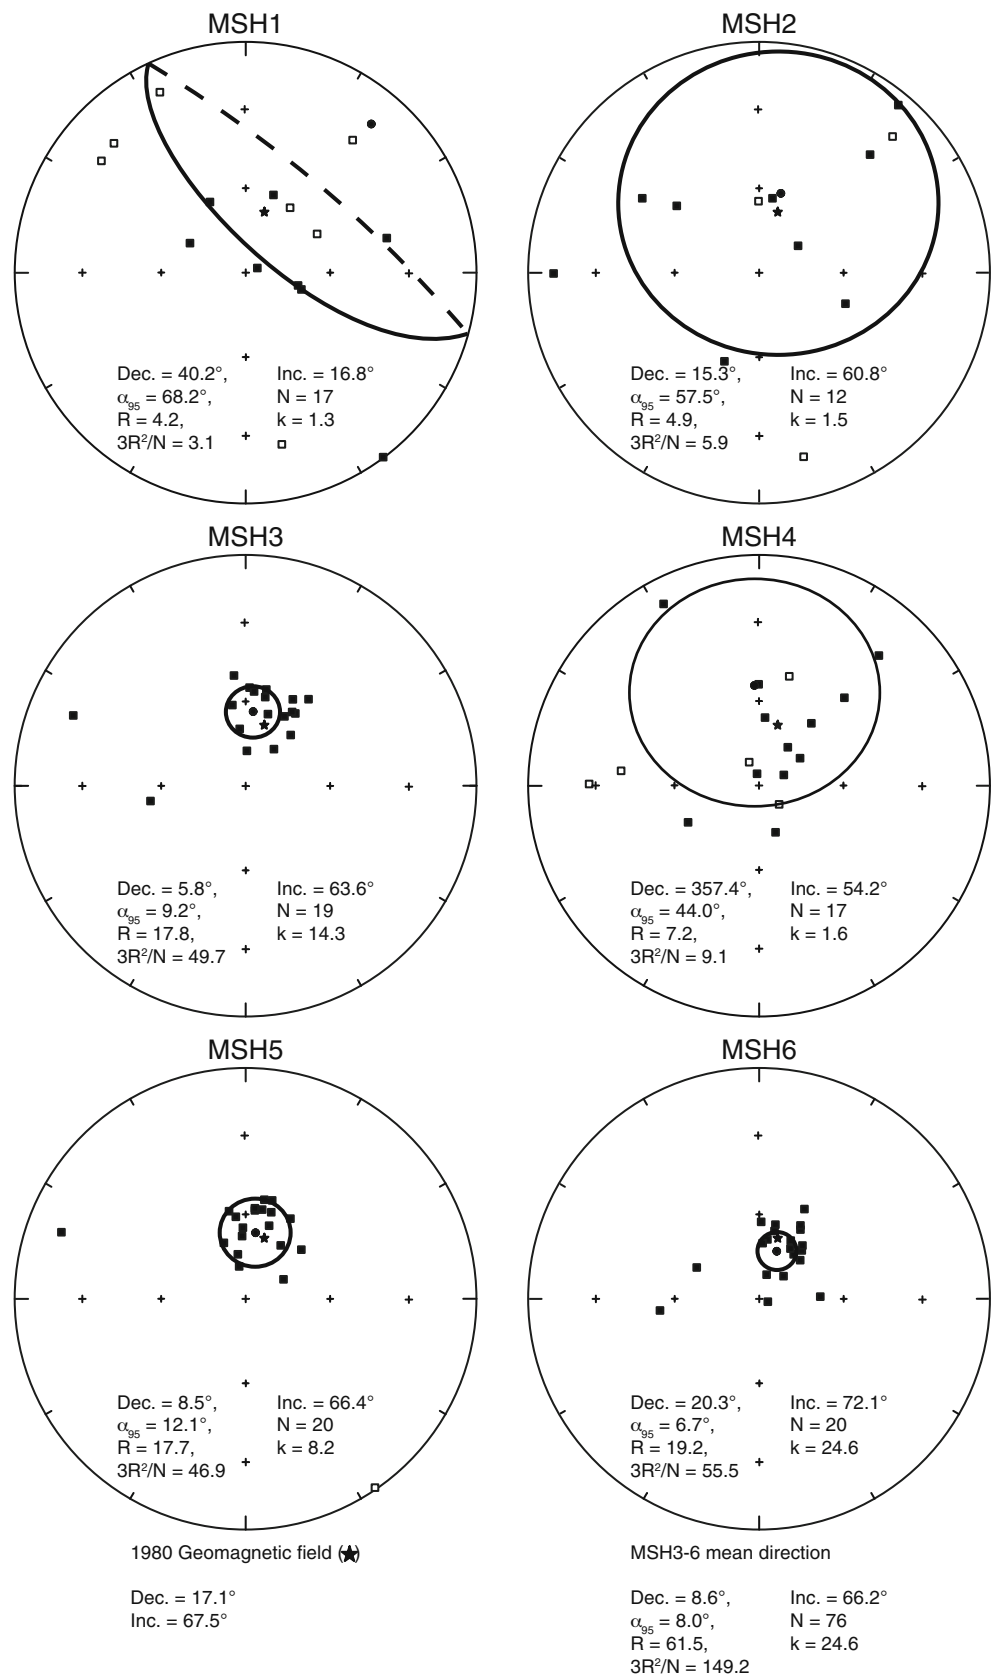 MSH1
Dec. = 40.2°, Inc. = 16.8°
α95 = 68.2°, N = 17
R = 4.2, k = 1.3
3R²/N = 3.1
MSH2
Dec. = 15.3°, Inc. = 60.8°
α95 = 57.5°, N = 12
R = 4.9, k = 1.5
3R²/N = 5.9
MSH3
Dec. = 5.8°, Inc. = 63.6°
α95 = 9.2°, N = 19
R = 17.8, k = 14.3
3R²/N = 49.7
MSH4
Dec. = 357.4°, Inc. = 54.2°
α95 = 44.0°, N = 17
R = 7.2, k = 1.6
3R²/N = 9.1
MSH5
Dec. = 8.5°, Inc. = 66.4°
α95 = 12.1°, N = 20
R = 17.7, k = 8.2
3R²/N = 46.9
MSH6
Dec. = 20.3°, Inc. = 72.1°
α95 = 6.7°, N = 20
R = 19.2, k = 24.6
3R²/N = 55.5
1980 Geomagnetic field (★)
Dec. = 17.1°
Inc. = 67.5°
MSH3-6 mean direction
Dec. = 8.6°, Inc. = 66.2°
α95 = 8.0°, N = 76
R = 61.5, k = 24.6
3R²/N = 149.2